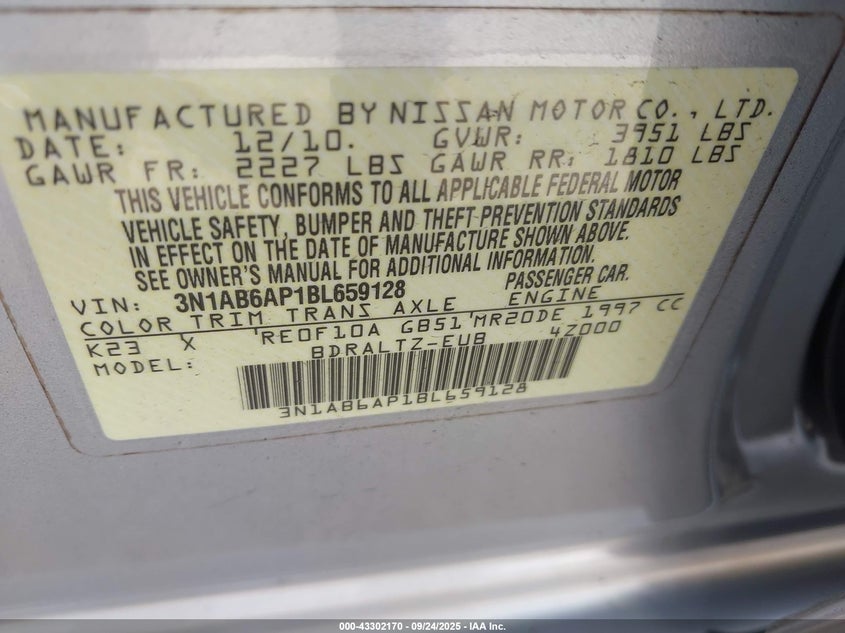 MANUFACTURED BY NISSAN MOTOR CO., LTD.
DATE: 12/10. GVWR: 3951 LBS
GAWR FR: 2227 LBS GAWR RR: 1810 LBS
THIS VEHICLE CONFORMS TO ALL APPLICABLE FEDERAL MOTOR
VEHICLE SAFETY, BUMPER AND THEFT PREVENTION STANDARDS
IN EFFECT ON THE DATE OF MANUFACTURE SHOWN ABOVE.
SEE OWNER'S MANUAL FOR ADDITIONAL INFORMATION.
VIN: 3N1AB6AP1BL659128 PASSENGER CAR.
COLOR TRIM TRANS AXLE ENGINE
K23 X RE0F10A GB51 MR20DE 1997 CC
MODEL: BDRALTZ-EUB 4Z000
3N1AB6AP1BL659128
000-43302170 - 09/24/2025 - IAA Inc.